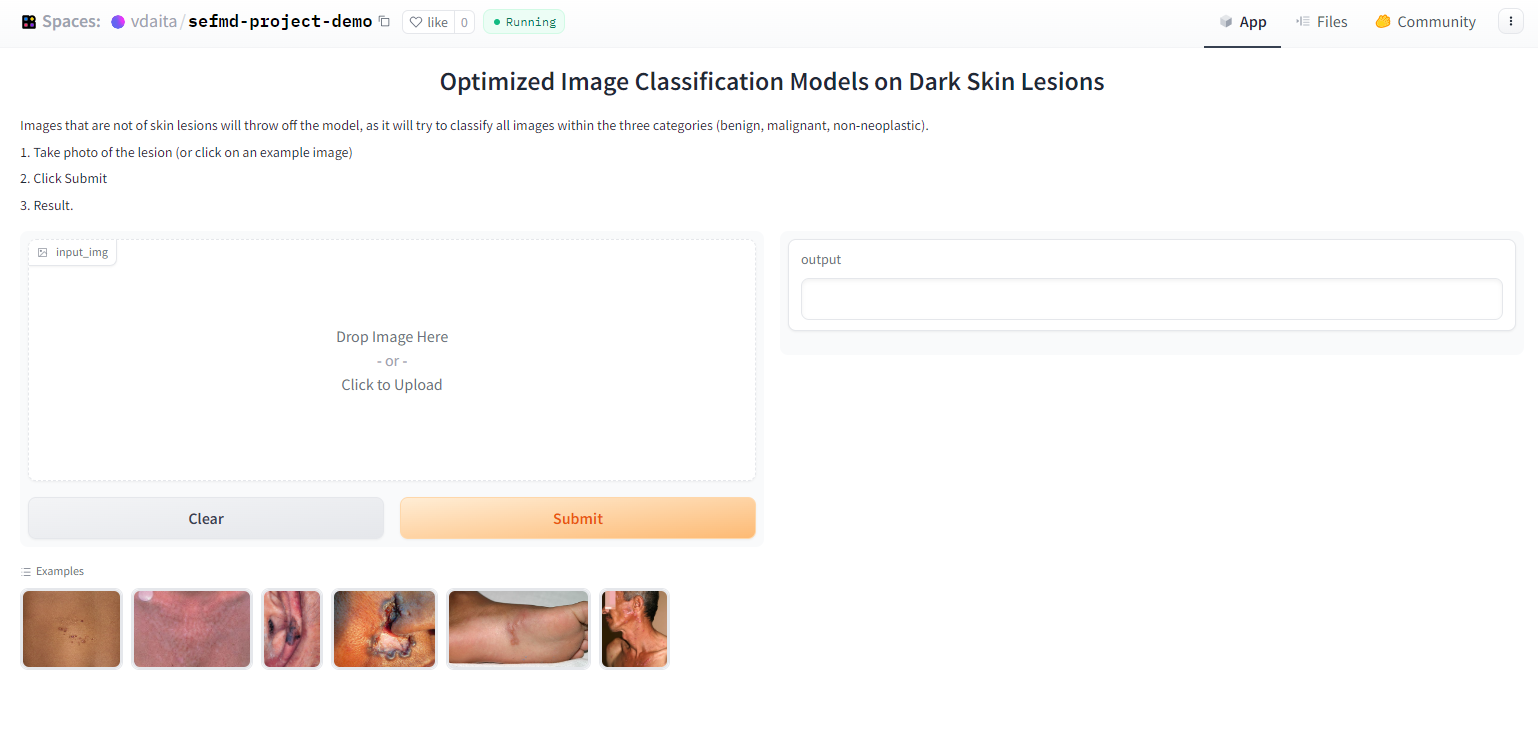 Spaces: vdaita/sefmd-project-demo like 0 Running App Files Community
Optimized Image Classification Models on Dark Skin Lesions
Images that are not of skin lesions will throw off the model, as it will try to classify all images within the three categories (benign, malignant, non-neoplastic).
1. Take photo of the lesion (or click on an example image)
2. Click Submit
3. Result.
input_img
Drop Image Here
- or -
Click to Upload
Clear Submit
output
Examples